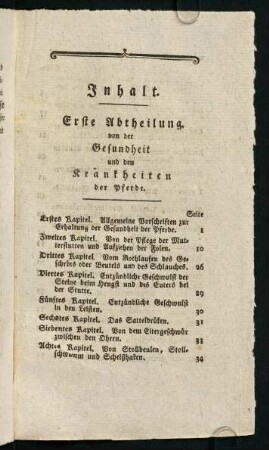 Inhalt.
Erste Abtheilung.
von der
Gesundheit
und den
Krankheiten
der Pferde.
Seite
Erstes Kapitel. Allgemeine Vorschriften zur
Erhaltung der Gesundheit der Pferde. 1
Zweites Kapitel. Von der Pflege der Mut-
terstutten und Aufziehen der Folen. 10
Drittes Kapitel. Vom Rothlaufen des Ge-
schröts oder Beutels und des Schlauches. 26
Viertes Kapitel. Entzündliche Geschwulst der
beim Hengst und des Euters bei
der Stutte. 29
Fünftes Kapitel. Entzündliche Geschwulst
in den Leisten. 30
Sechstes Kapitel. Das Satteldrüken. 31
Siebentes Kapitel. Von dem Eitergeschwür
zwischen den Ohren. 31
Achtes Kapitel. Von Stollbeulen, Stoll-
schwamm und 34